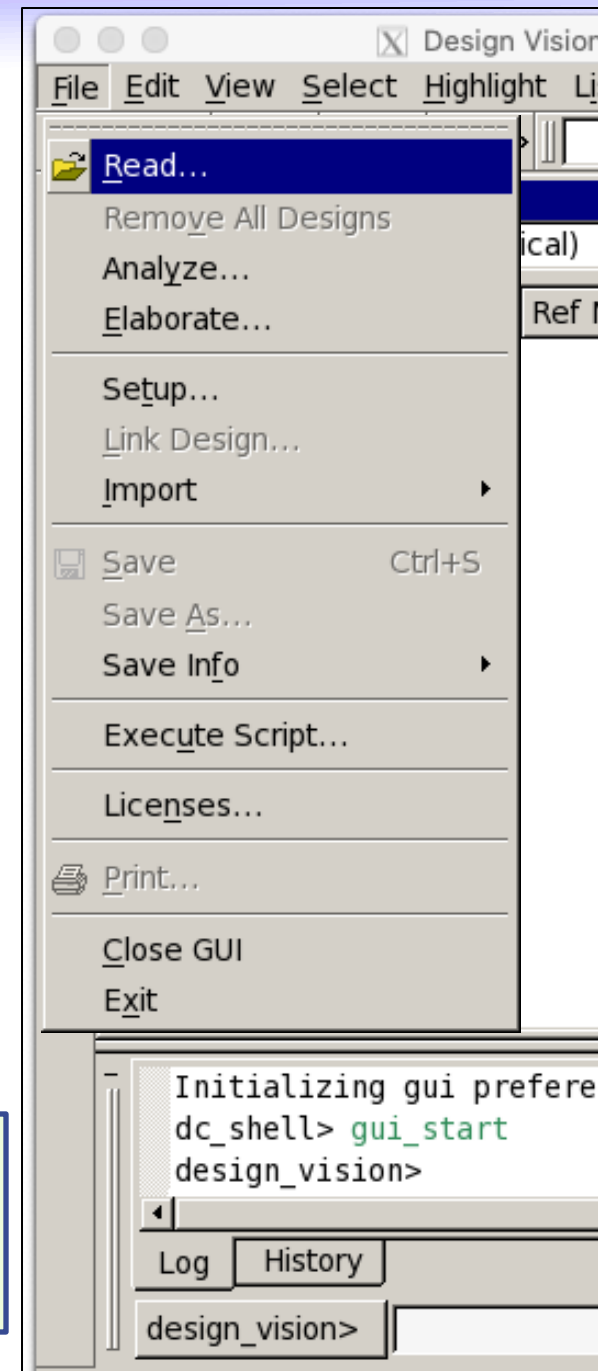 Design Vision
File Edit View Select Highlight Li
Read...
ical)
Remove All Designs
Analyze...
Ref
Elaborate...
Setup...
Link Design...
Import
Save Ctrl+S
Save As...
Save Info
Execute Script...
Licenses...
Print...
Close GUI
Exit
Initializing gui prefere
dc_shell> gui_start
design_vision>
Log History
design_vision>